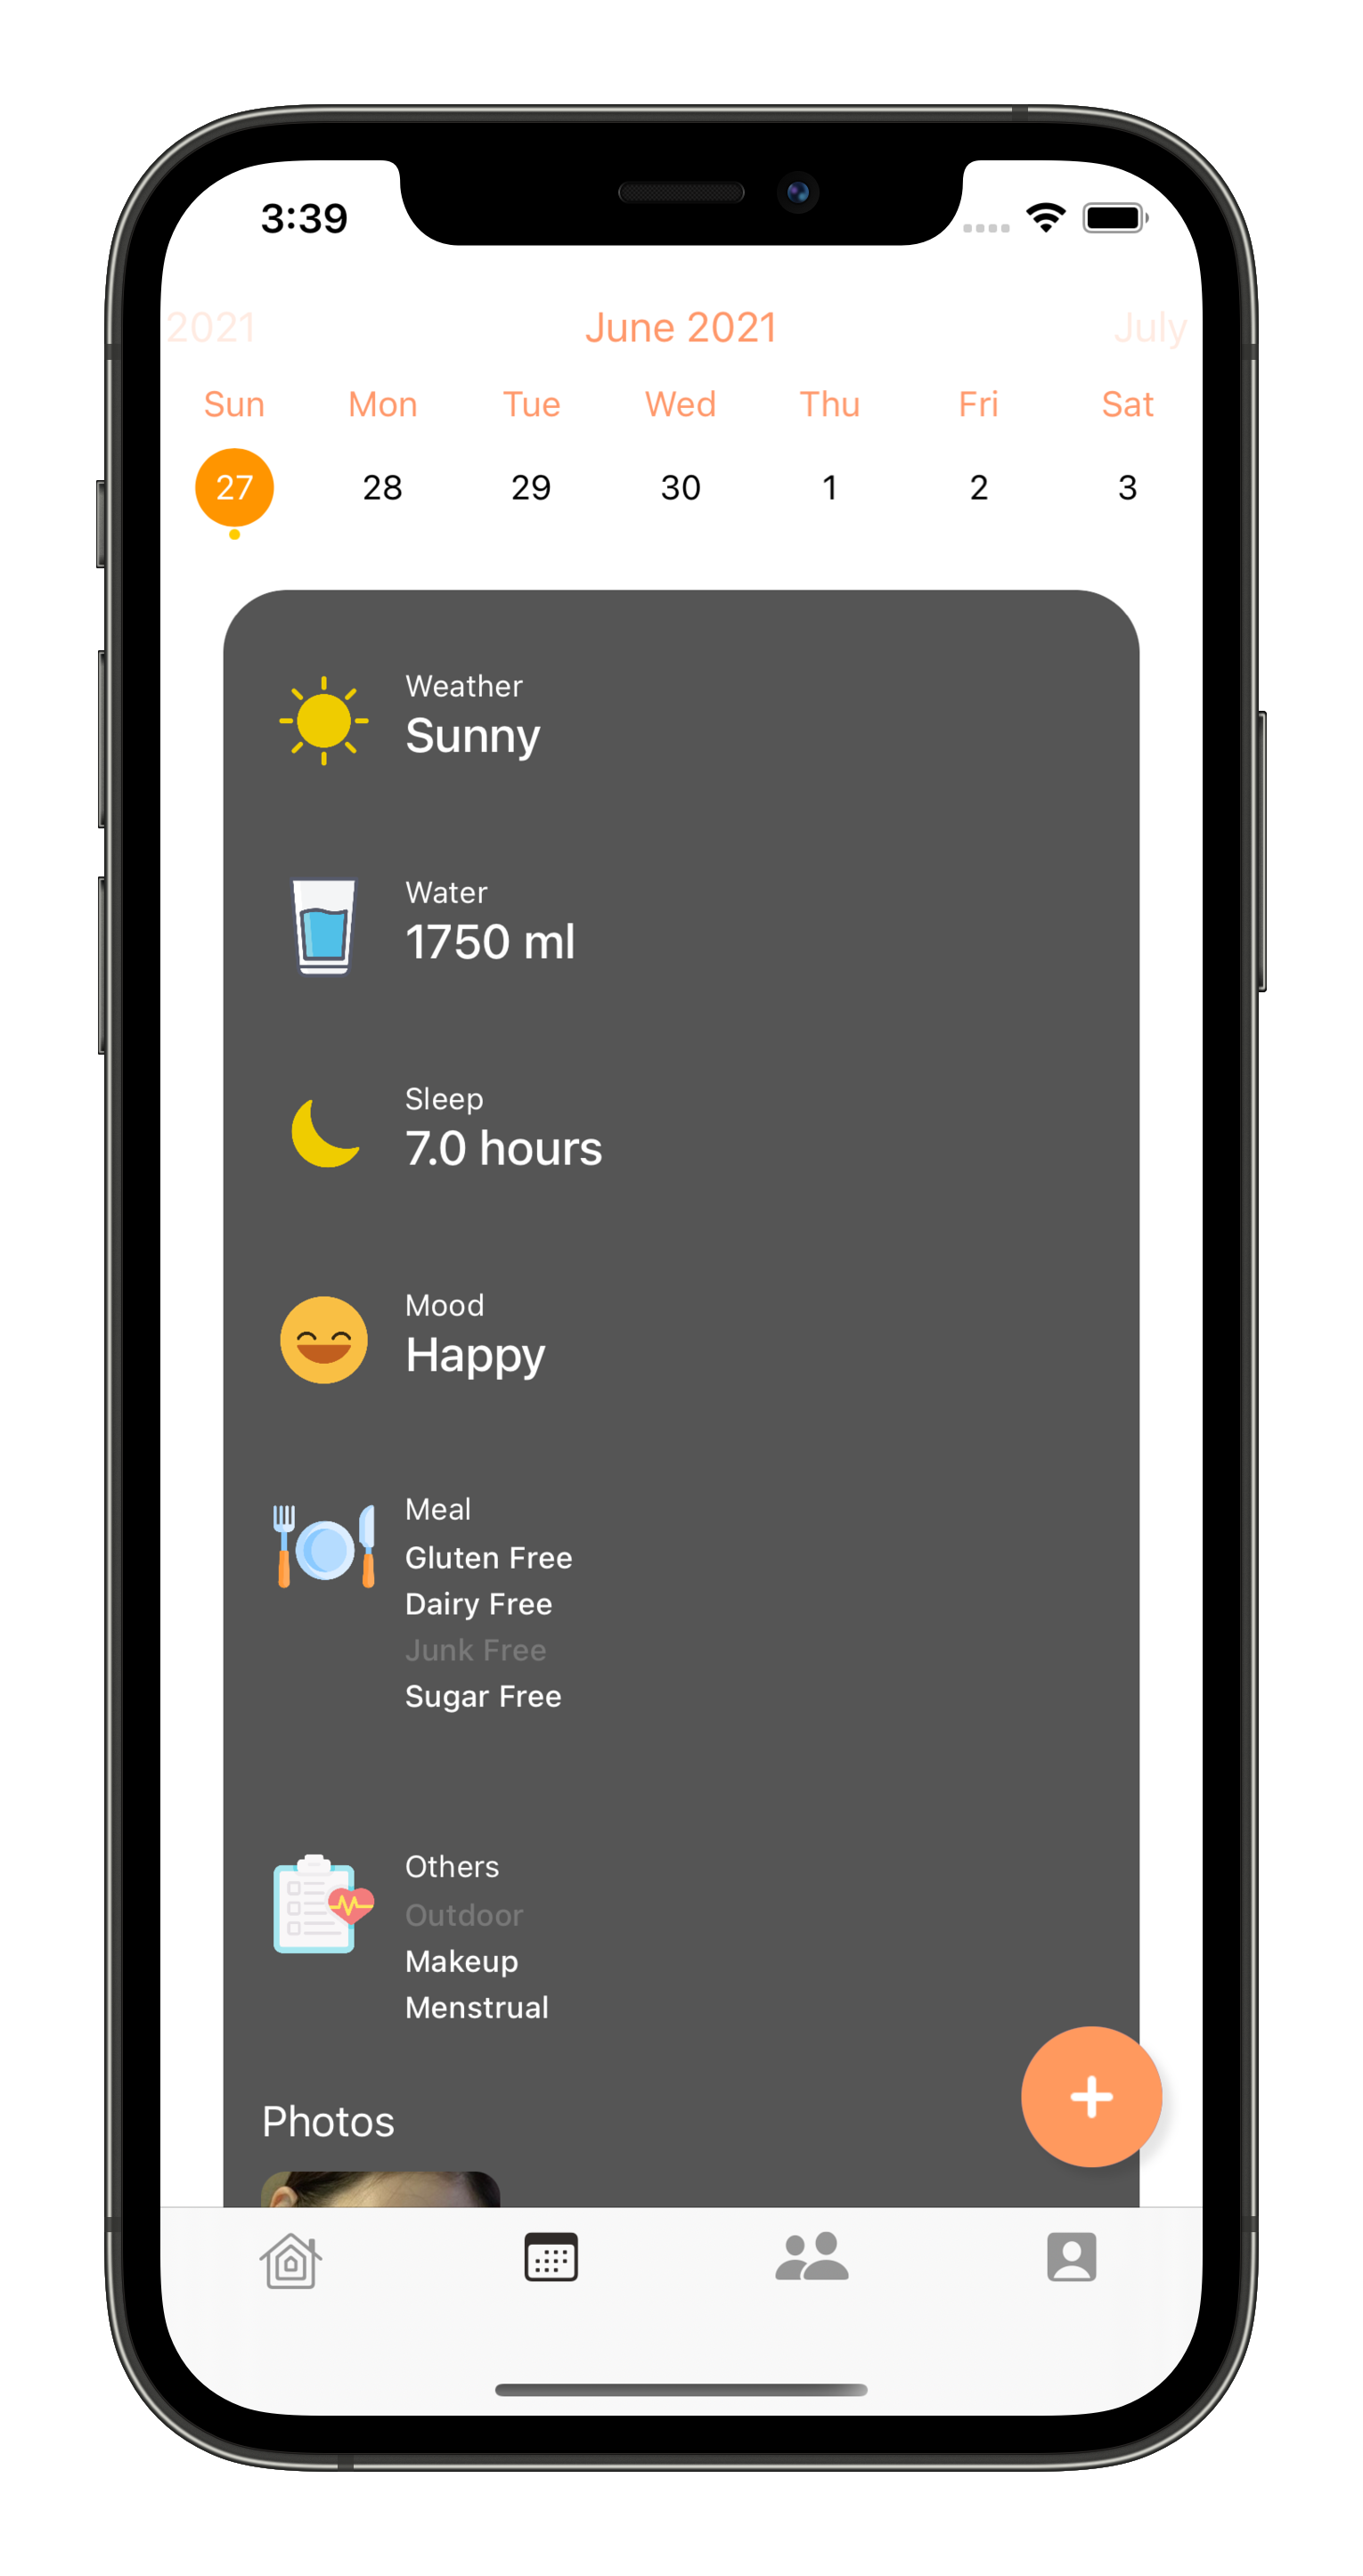 3:39
2021 June 2021 July
Sun Mon Tue Wed Thu Fri Sat
27 28 29 30 1 2 3
Weather
Sunny
Water
1750 ml
Sleep
7.0 hours
Mood
Happy
Meal
Gluten Free
Dairy Free
Junk Free
Sugar Free
Others
Outdoor
Makeup
Menstrual
Photos